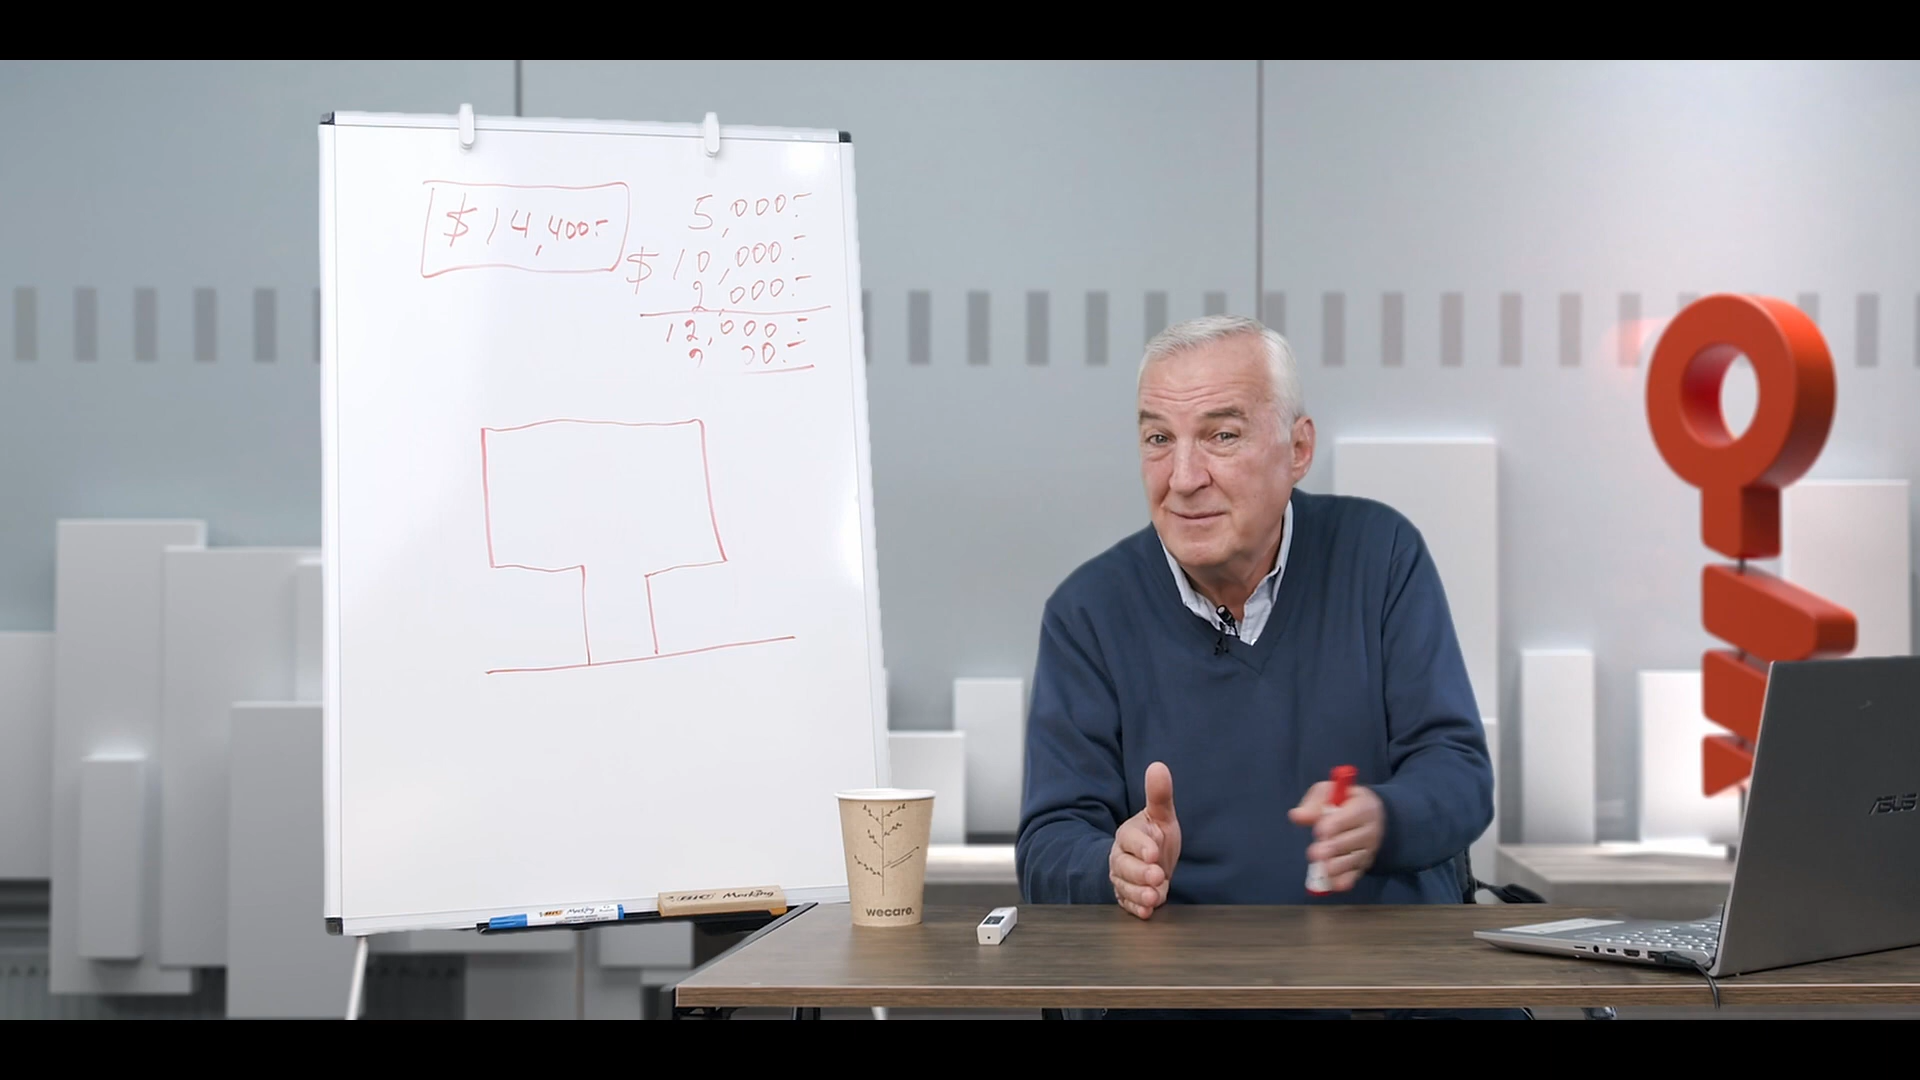 $14,400.-
5,000.-
$ 10,000.-
2,000.-
12,000.-
BIC Marking
BIC Marking
wecare.
ASUS